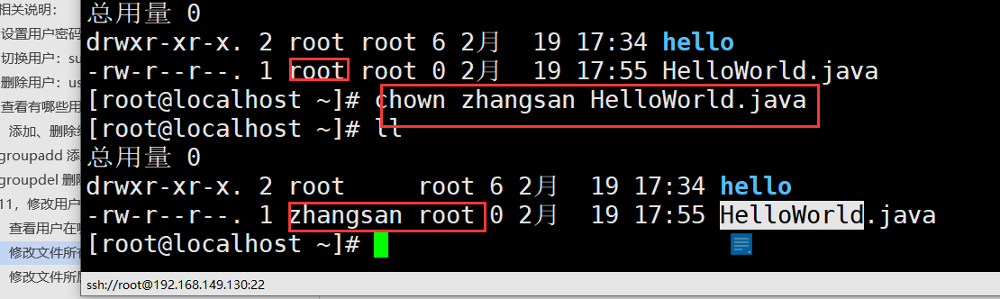 相关说明：
设置用户密码
切换用户：su
删除用户：us
查看有哪些用
添加、删除组
groupadd 添
groupdel 删除
11，修改用户
查看用户在哪
修改文件所有
修改文件所属
总用量 0
drwxr-xr-x. 2 root root 6 2月  19 17:34 hello
-rw-r--r--. 1 root root 0 2月  19 17:55 HelloWorld.java
[root@localhost ~]# chown zhangsan HelloWorld.java
[root@localhost ~]# ll
总用量 0
drwxr-xr-x. 2 root     root 6 2月  19 17:34 hello
-rw-r--r--. 1 zhangsan root 0 2月  19 17:55 HelloWorld.java
[root@localhost ~]#
ssh://root@192.168.149.130:22